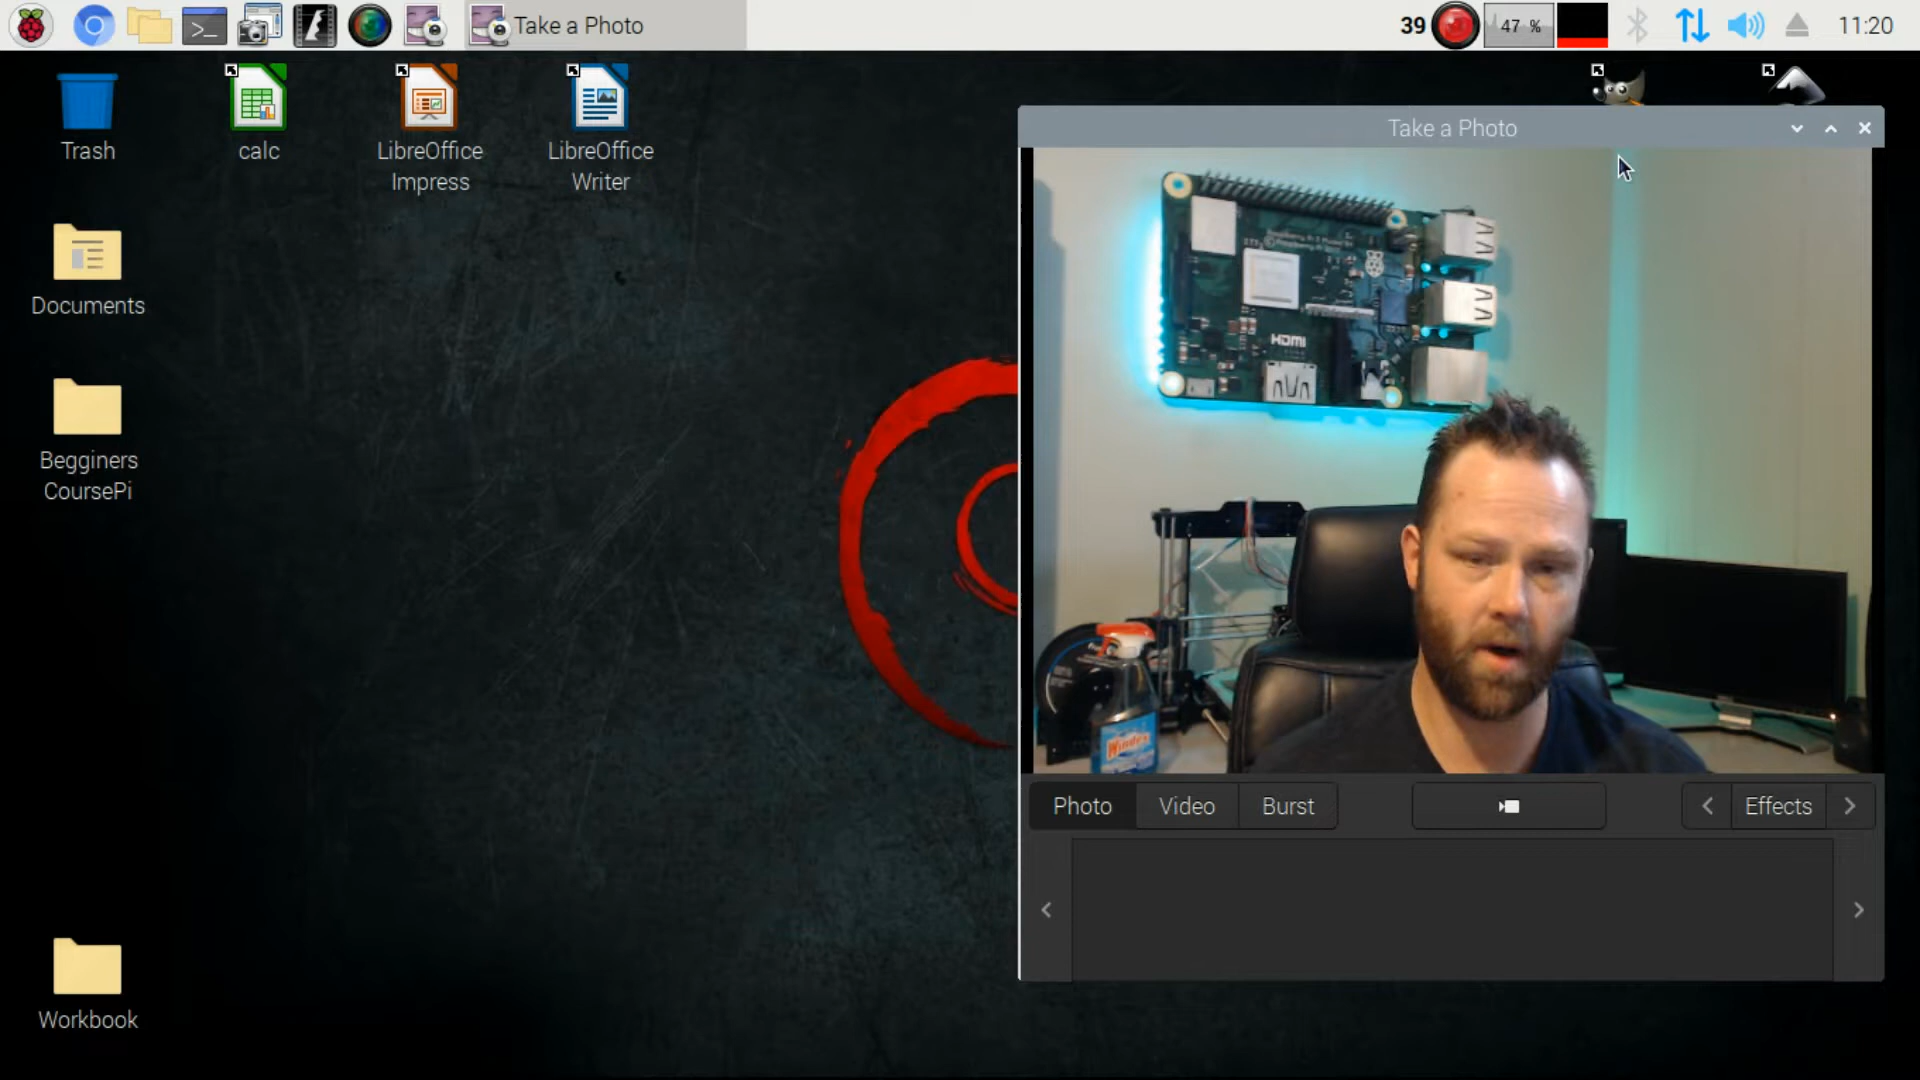 Take a Photo
39
47 %
11:20
Trash
calc
LibreOffice
Impress
LibreOffice
Writer
Take a Photo
Documents
HDMI
Begginers
CoursePi
Windex
Photo
Video
Burst
Effects
Workbook